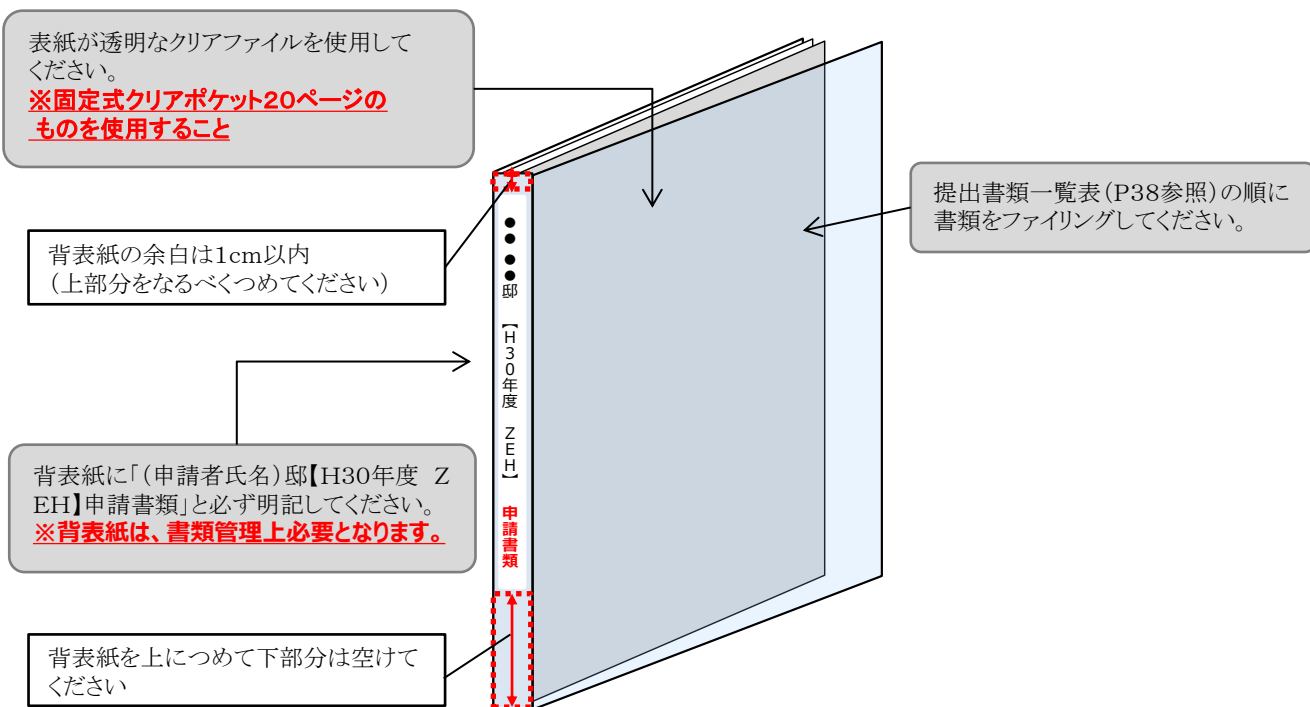 表紙が透明なクリアファイルを使用して
ください。
※固定式クリアポケット20ページの
ものを使用すること
提出書類一覧表(P38参照)の順に
書類をファイリングしてください。
背表紙の余白は1cm以内
(上部分をなるべくつめてください)
背表紙に「(申請者氏名)邸【H30年度 Z
EH】申請書類」と必ず明記してください。
※背表紙は、書類管理上必要となります。
背表紙を上につめて下部分は空けて
ください
●●●●邸 【H30年度 ZEH】 申請書類